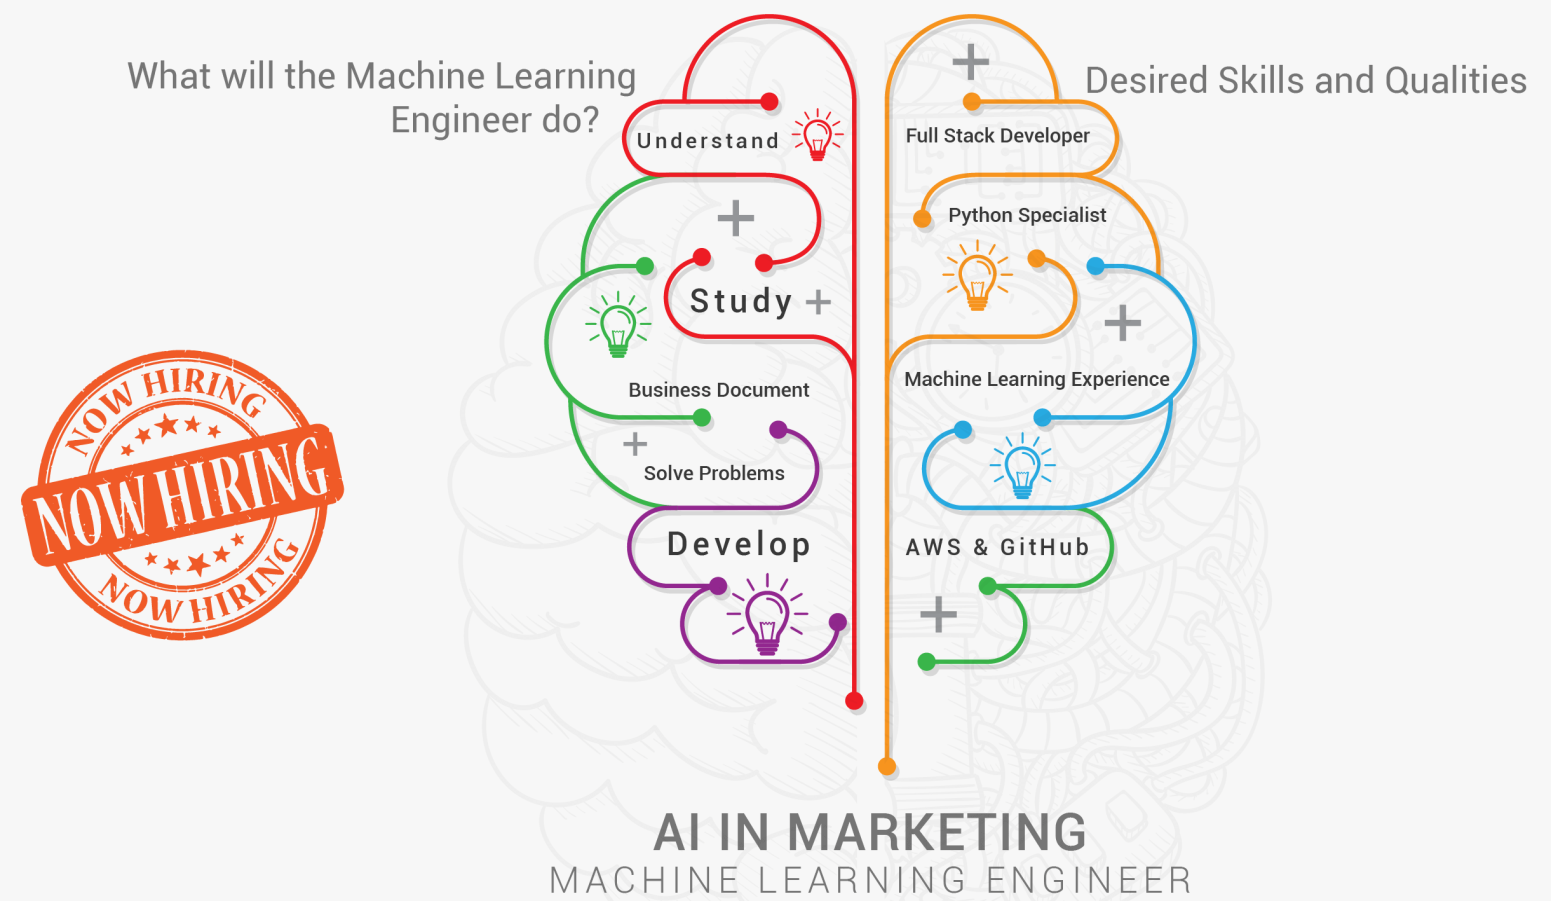 What will the Machine Learning
Engineer do?
Understand
Study
Business Document
Solve Problems
Develop
Desired Skills and Qualities
Full Stack Developer
Python Specialist
Machine Learning Experience
AWS & GitHub
NOW HIRING
NOW HIRING
NOW HIRING
AI IN MARKETING
MACHINE LEARNING ENGINEER